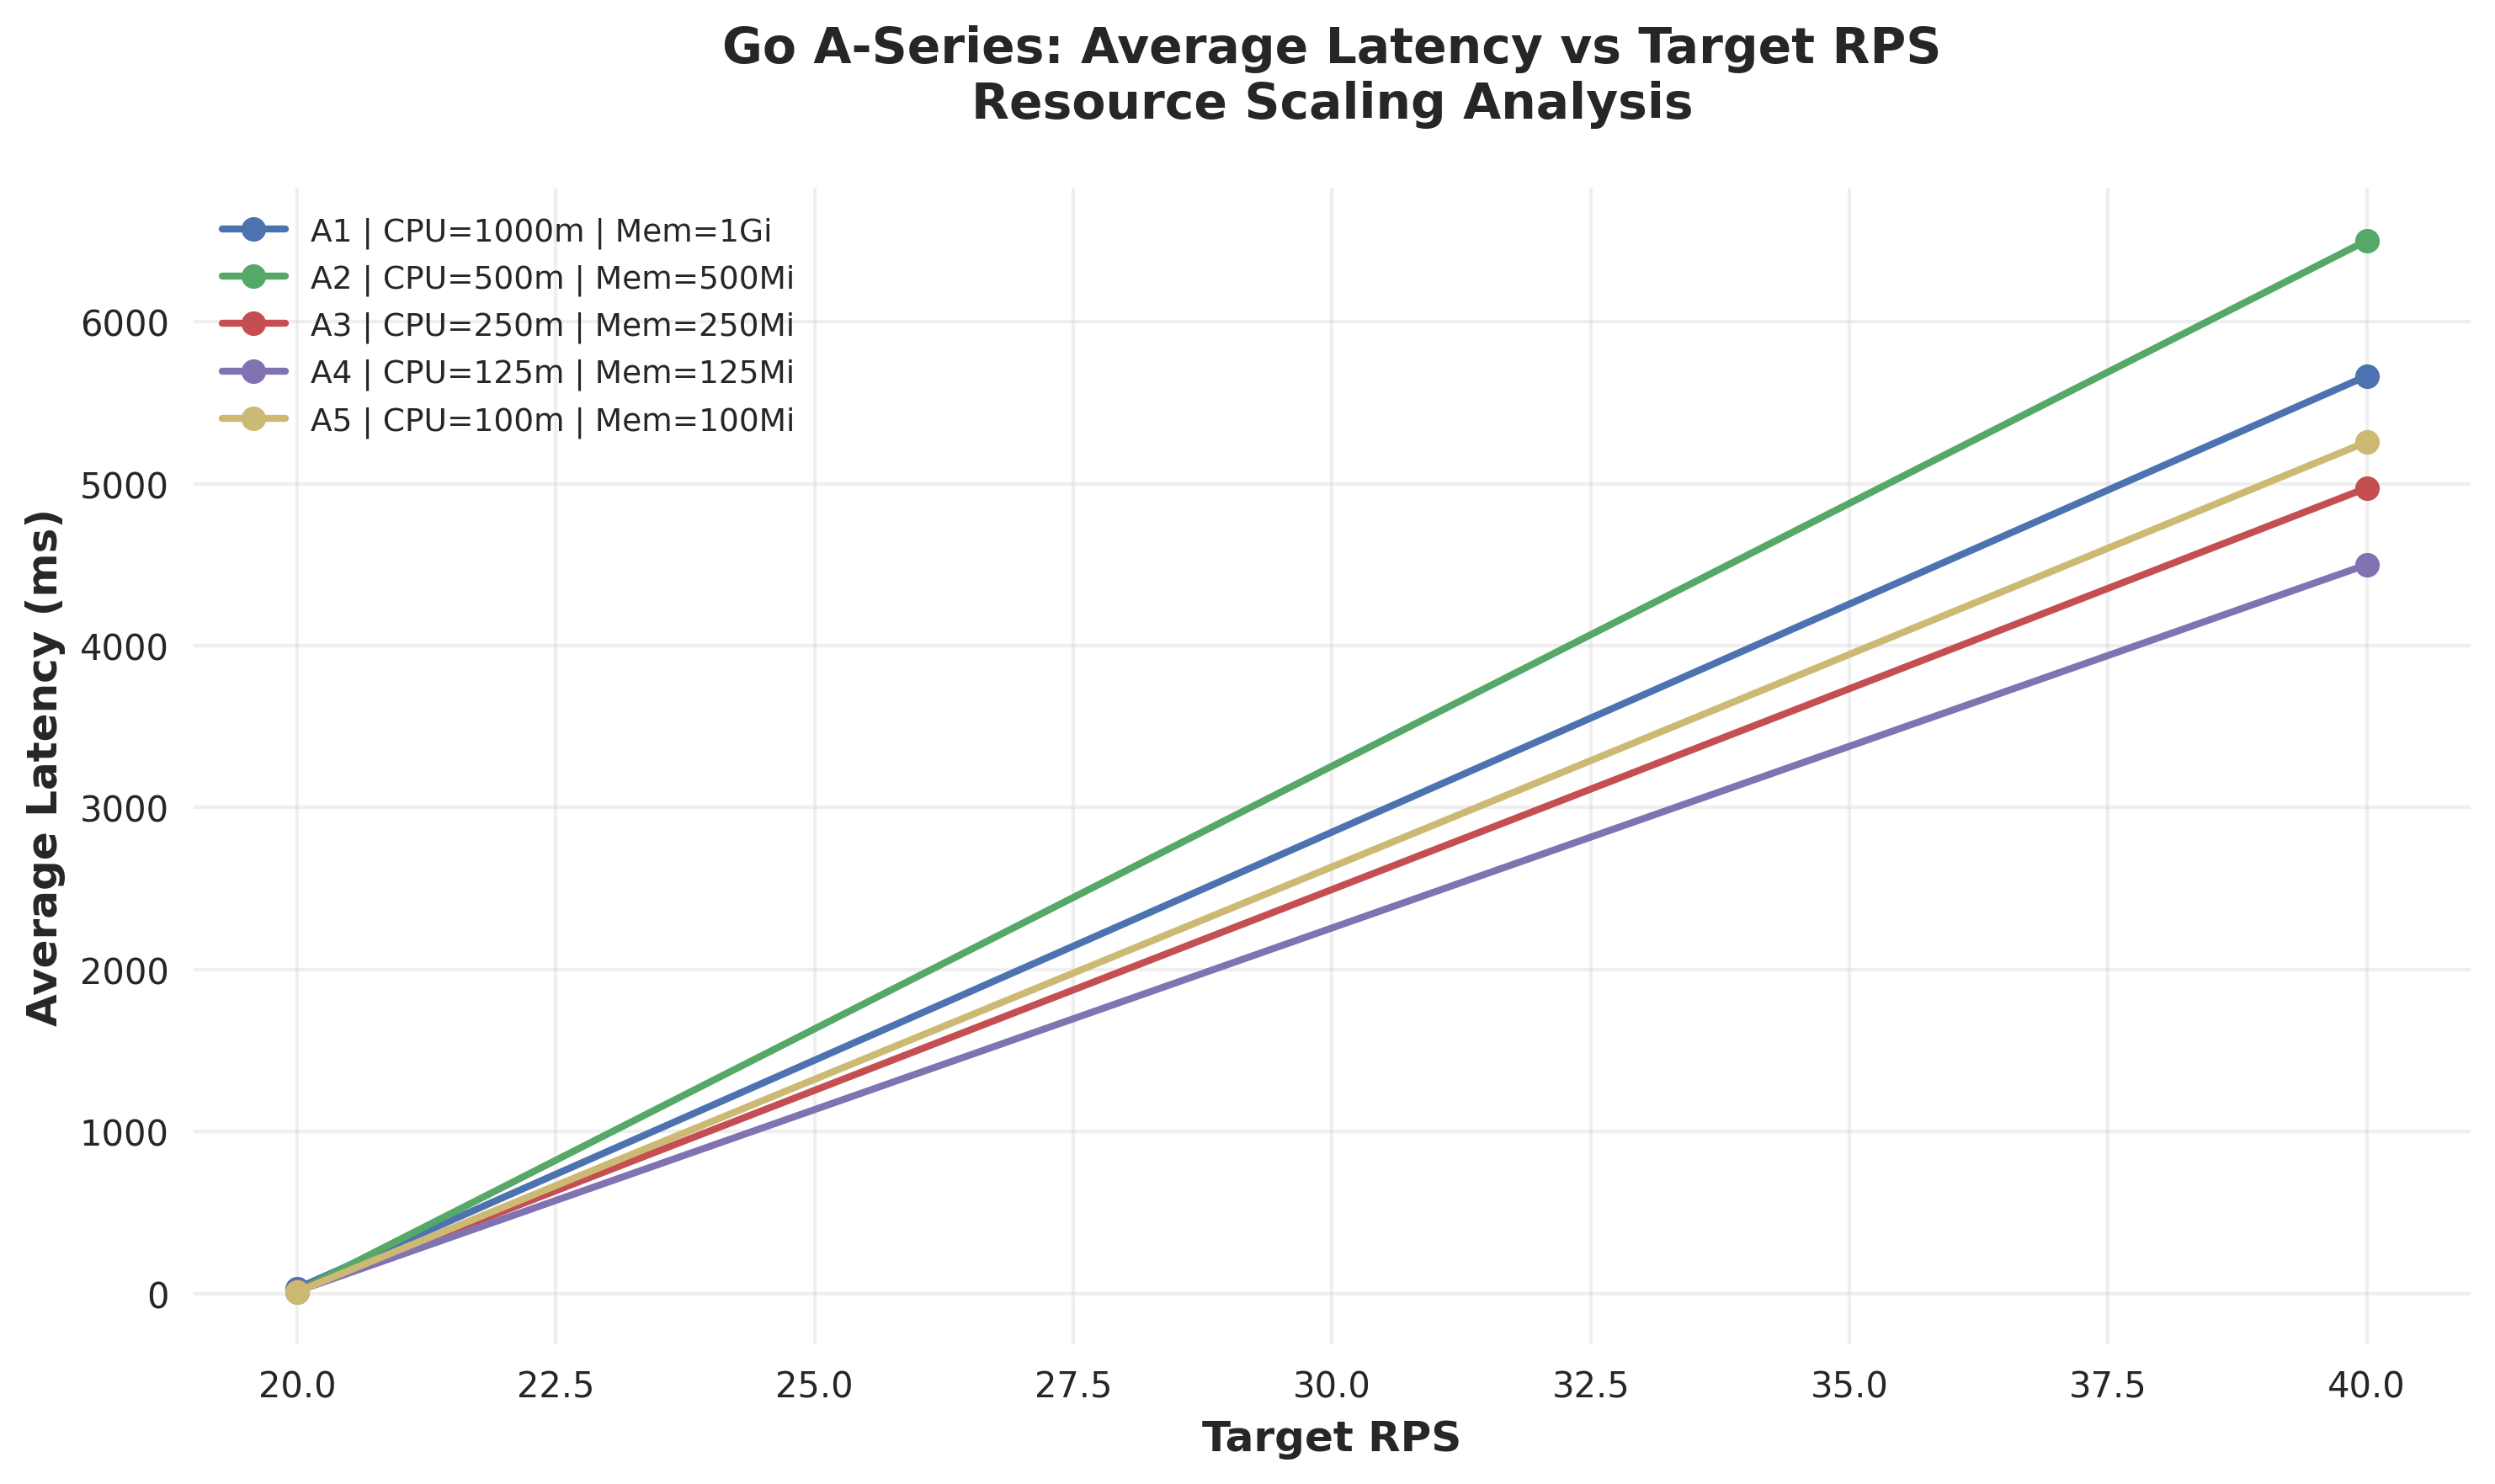 Go A-Series: Average Latency vs Target RPS
Resource Scaling Analysis
A1 | CPU=1000m | Mem=1Gi
A2 | CPU=500m | Mem=500Mi
A3 | CPU=250m | Mem=250Mi
A4 | CPU=125m | Mem=125Mi
A5 | CPU=100m | Mem=100Mi
Average Latency (ms)
6000
5000
4000
3000
2000
1000
0
20.0 22.5 25.0 27.5 30.0 32.5 35.0 37.5 40.0
Target RPS